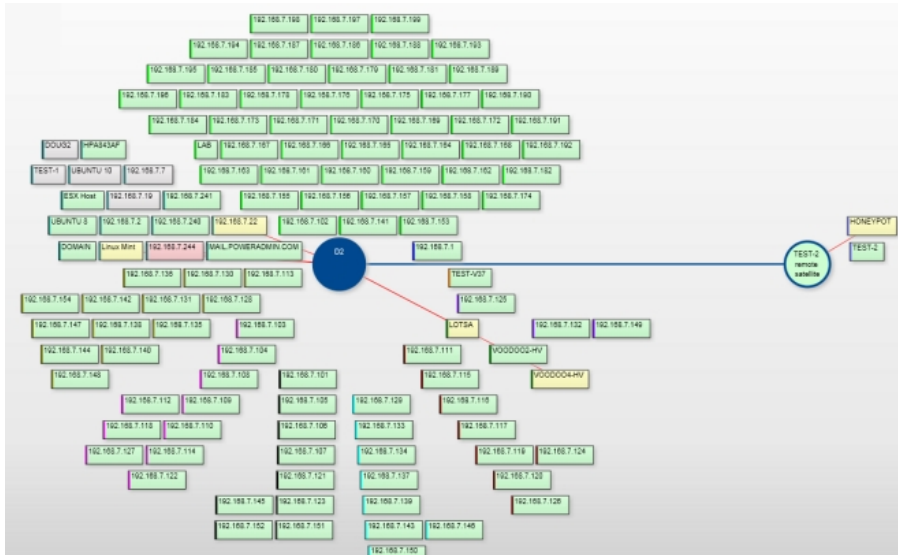 192.168.7.198 192.168.7.197 192.168.7.199
192.168.7.194 192.168.7.187 192.168.7.186 192.168.7.188 192.168.7.193
192.168.7.195 192.168.7.185 192.168.7.180 192.168.7.179 192.168.7.181 192.168.7.189
192.168.7.196 192.168.7.183 192.168.7.178 192.168.7.176 192.168.7.175 192.168.7.177 192.168.7.190
192.168.7.184 192.168.7.173 192.168.7.171 192.168.7.170 192.168.7.169 192.168.7.172 192.168.7.191
DOUG2 HPA843AF LAB 192.168.7.167 192.168.7.166 192.168.7.165 192.168.7.164 192.168.7.168 192.168.7.192
TEST-1 UBUNTU 10 192.168.7.7 192.168.7.163 192.168.7.161 192.168.7.160 192.168.7.159 192.168.7.162 192.168.7.182
ESX Host 192.168.7.19 192.168.7.241 192.168.7.155 192.168.7.156 192.168.7.157 192.168.7.158 192.168.7.174
UBUNTU 8 192.168.7.2 192.168.7.22 192.168.7.102 192.168.7.141 192.168.7.153 HONEYPOT
DOMAIN Linux Mint 192.168.7.244 MAIL.POWERADMIN.COM D2 192.168.7.1 TEST-2
TEST-2
remote
satellite
192.168.7.136 192.168.7.130 192.168.7.113 TEST-V37
192.168.7.154 192.168.7.142 192.168.7.131 192.168.7.128 192.168.7.125
192.168.7.147 192.168.7.138 192.168.7.135 192.168.7.103 LOTSA 192.168.7.132 192.168.7.149
192.168.7.144 192.168.7.140 192.168.7.104 192.168.7.111 VOODOO2-HV
192.168.7.148 192.168.7.108 192.168.7.101 192.168.7.115 VOODOO4-HV
192.168.7.112 192.168.7.109 192.168.7.105 192.168.7.129 192.168.7.116
192.168.7.118 192.168.7.110 192.168.7.106 192.168.7.133 192.168.7.117
192.168.7.127 192.168.7.114 192.168.7.107 192.168.7.134 192.168.7.119 192.168.7.124
192.168.7.122 192.168.7.121 192.168.7.137
192.168.7.145 192.168.7.123 192.168.7.139 192.168.7.126
192.168.7.152 192.168.7.151 192.168.7.143 192.168.7.146
192.168.7.150